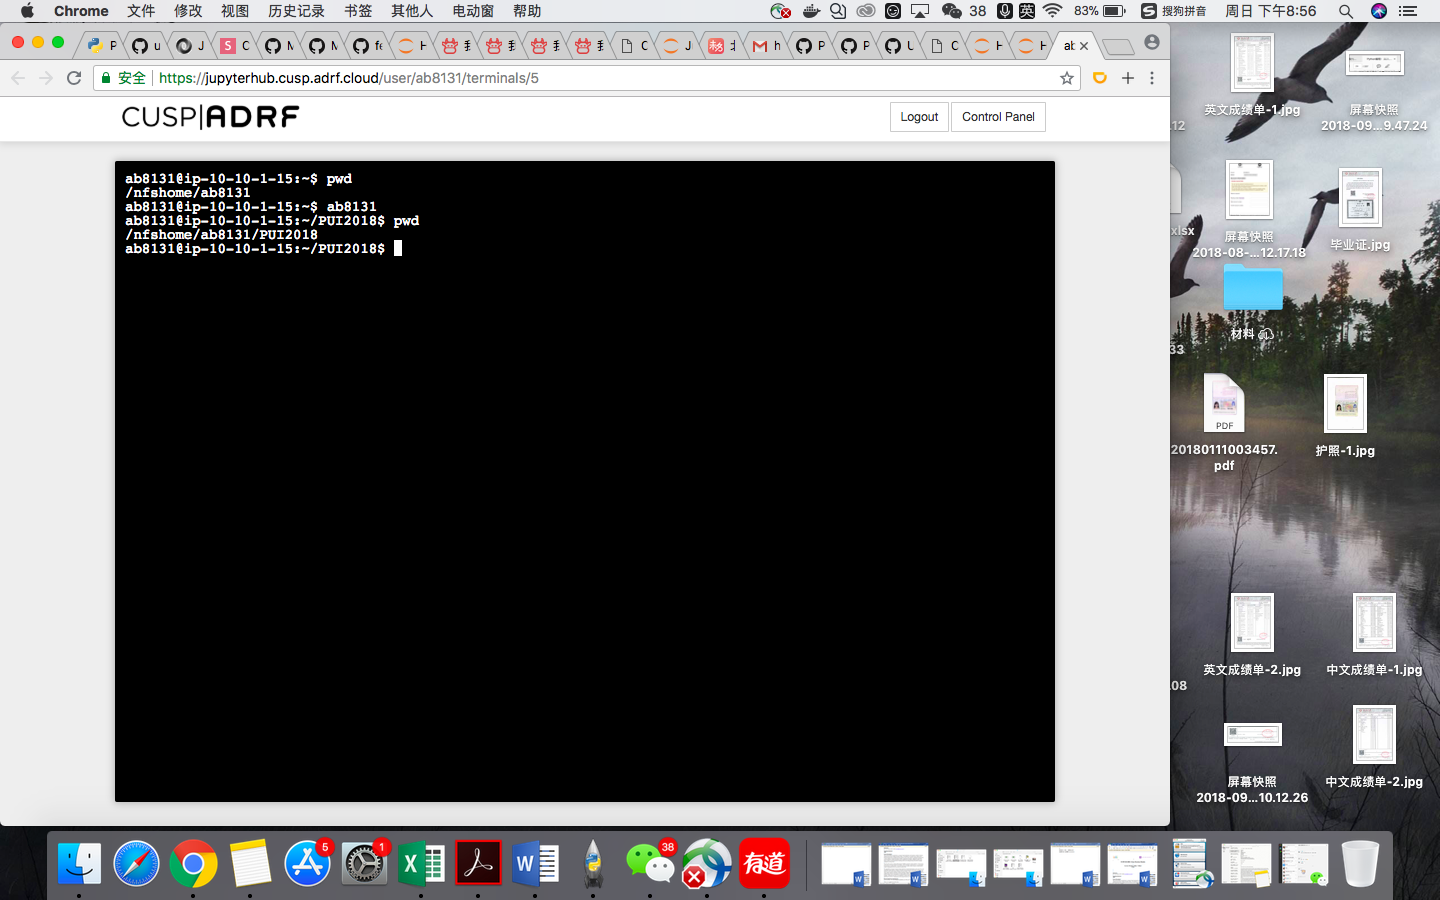 Chrome 文件 修改 视图 历史记录 书签 其他人 电动窗 帮助 38 英 83% S 搜狗拼音 周日 下午8:56
P u J S C M M fe H C J h P P U C H H ab
安全 https://jupyterhub.cusp.adrf.cloud/user/ab8131/terminals/5
CUSP|ADRF
Logout Control Panel
ab8131@ip-10-10-1-15:~$ pwd
/nfshome/ab8131
ab8131@ip-10-10-1-15:~$ ab8131
ab8131@ip-10-10-1-15:~/PUI2018$ pwd
/nfshome/ab8131/PUI2018
ab8131@ip-10-10-1-15:~/PUI2018$
英文成绩单-1.jpg
屏幕快照
2018-09...9.47.24
.12
xlsx
屏幕快照
2018-08-...12.17.18
毕业证.jpg
材料
33
PDF
20180111003457.
pdf
护照-1.jpg
英文成绩单-2.jpg
中文成绩单-1.jpg
.08
屏幕快照
2018-09...10.12.26
中文成绩单-2.jpg
5
1
38
有道